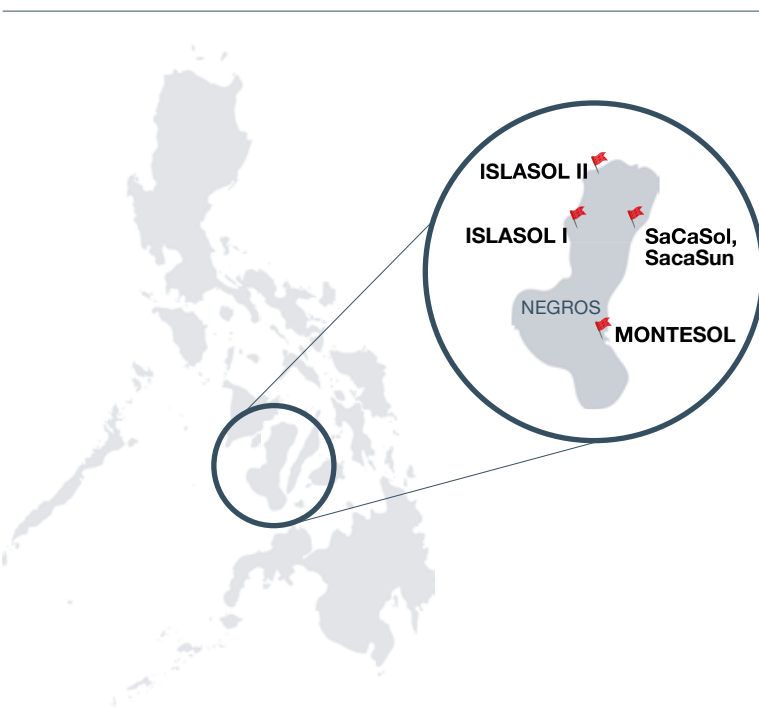 ISLASOL II
ISLASOL I
SaCaSol,
SacaSun
NEGROS
MONTESOL